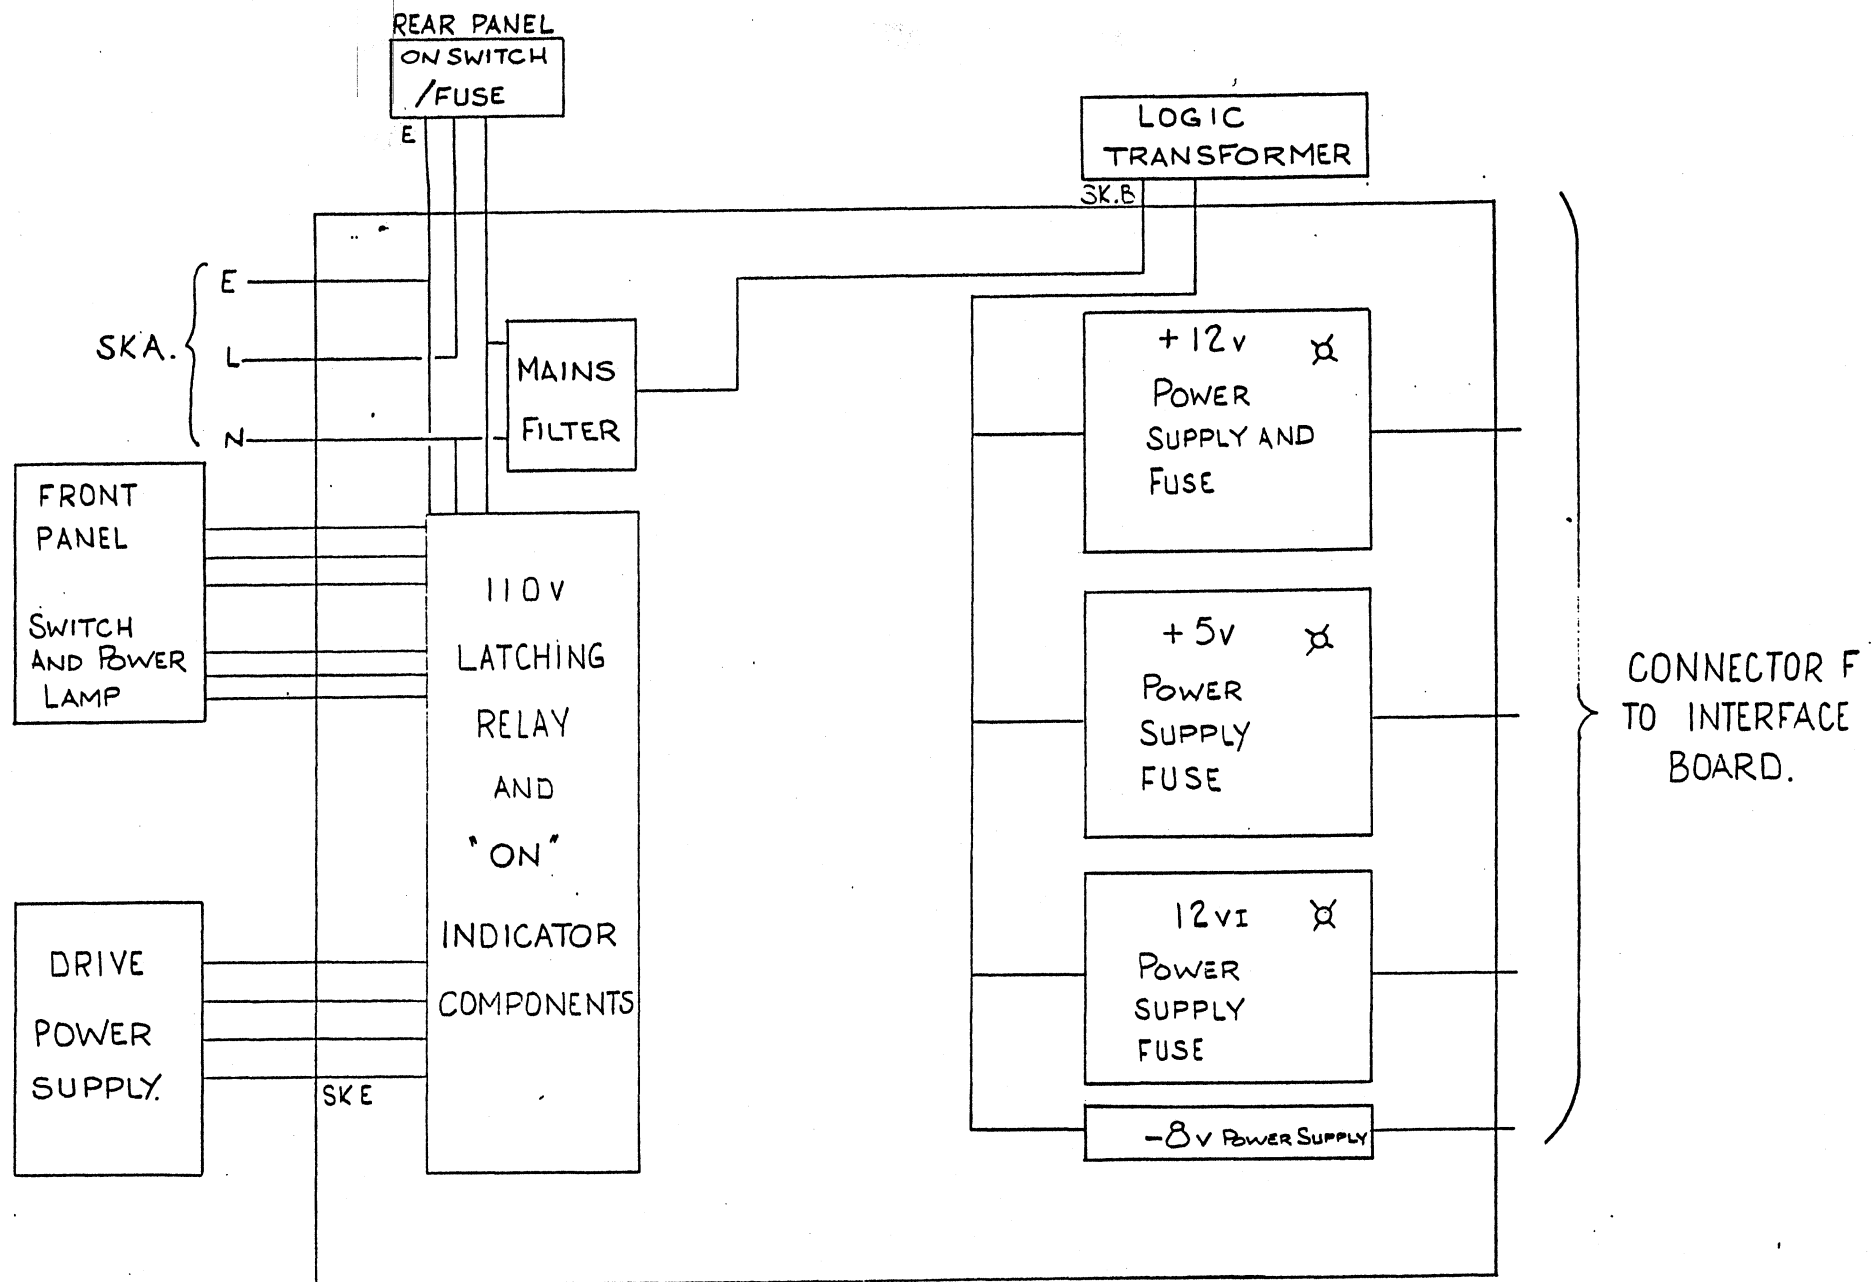 REAR PANEL
ON SWITCH
/FUSE
E
LOGIC
TRANSFORMER
SK.B
E
SKA.
L
N
MAINS
FILTER
FRONT
PANEL
SWITCH
AND POWER
LAMP
110V
LATCHING
RELAY
AND
"ON"
INDICATOR
COMPONENTS
DRIVE
POWER
SUPPLY.
SKE
+12V
POWER
SUPPLY AND
FUSE
+5V
POWER
SUPPLY
FUSE
12VI
POWER
SUPPLY
FUSE
-8V POWER SUPPLY
CONNECTOR F
TO INTERFACE
BOARD.